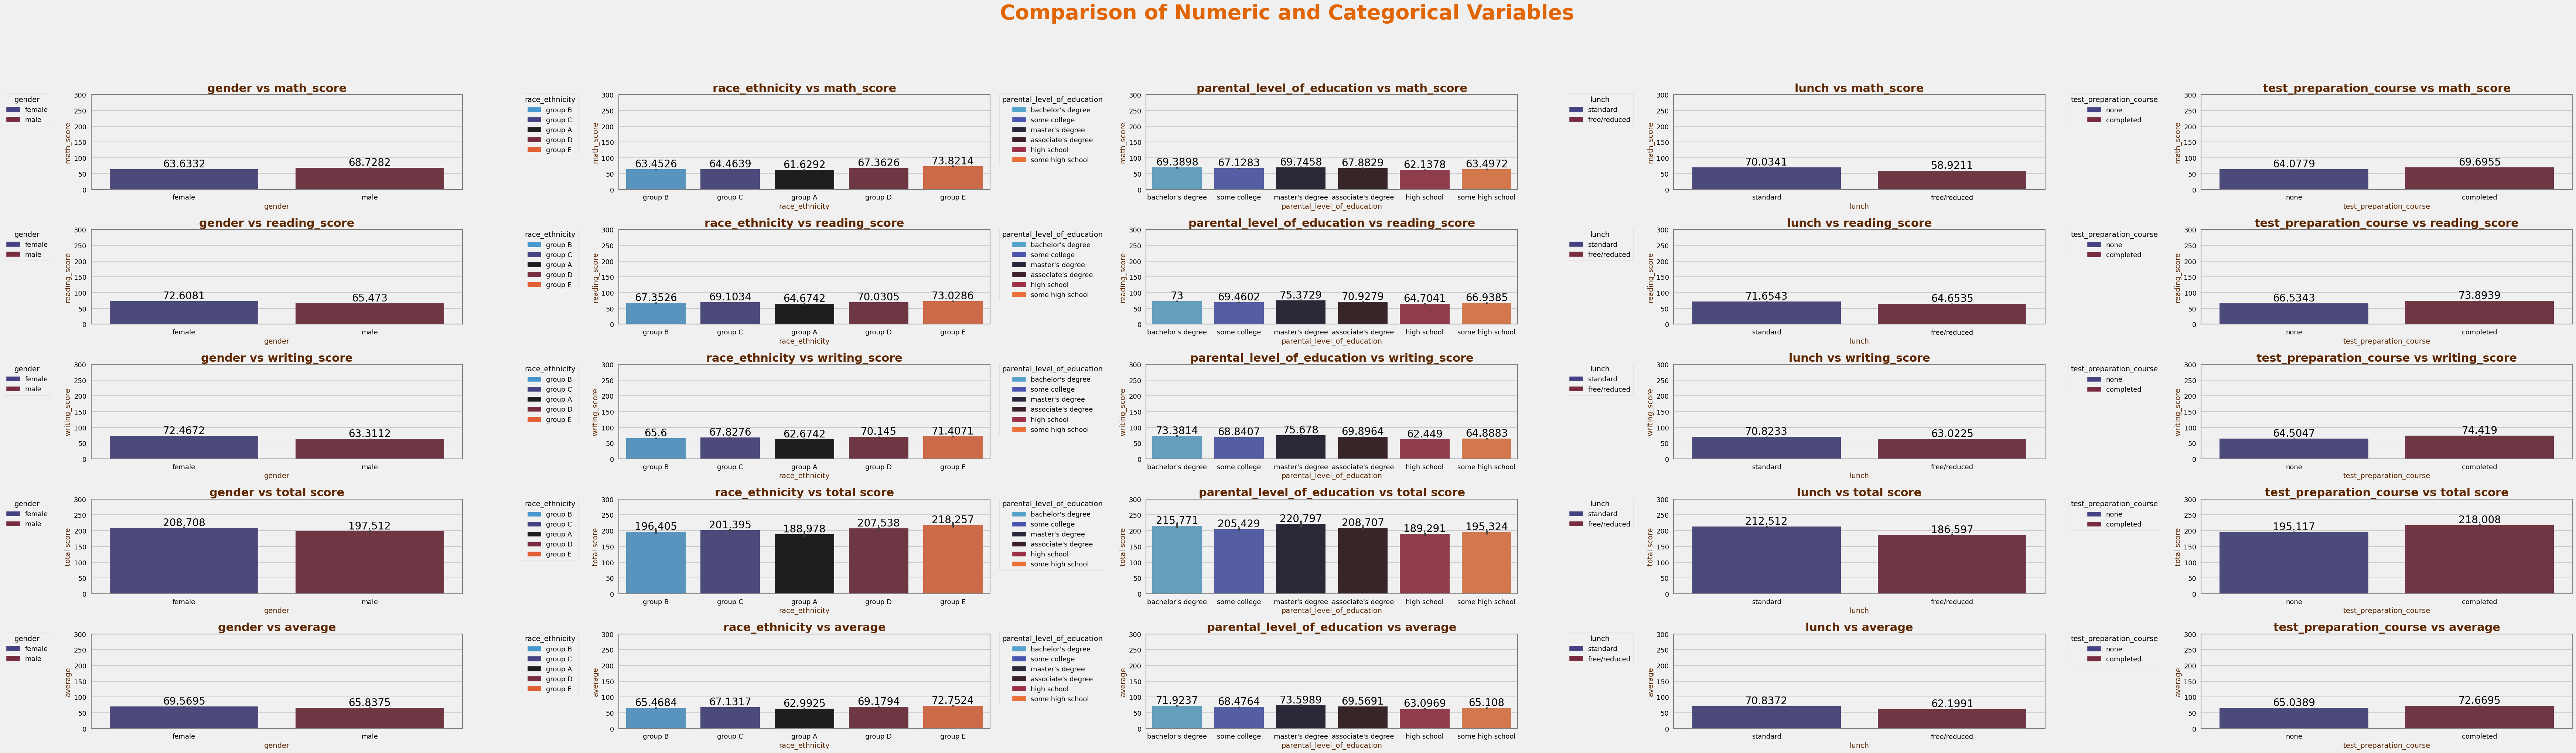 Comparison of Numeric and Categorical Variables
gender vs math_score
gender
female
male
math_score
300
250
200
150
100
50
0
63.6332
68.7282
female
male
gender
race_ethnicity vs math_score
race_ethnicity
group B
group C
group A
group D
group E
math_score
300
250
200
150
100
50
0
63.4526
64.4639
61.6292
67.3626
73.8214
group B
group C
group A
group D
group E
race_ethnicity
parental_level_of_education vs math_score
parental_level_of_education
bachelor's degree
some college
master's degree
associate's degree
high school
some high school
math_score
300
250
200
150
100
50
0
69.3898
67.1283
69.7458
67.8829
62.1378
63.4972
bachelor's degree
some college
master's degree
associate's degree
high school
some high school
parental_level_of_education
lunch vs math_score
lunch
standard
free/reduced
math_score
300
250
200
150
100
50
0
70.0341
58.9211
standard
free/reduced
lunch
test_preparation_course vs math_score
test_preparation_course
none
completed
math_score
300
250
200
150
100
50
0
64.0779
69.6955
none
completed
test_preparation_course
gender vs reading_score
gender
female
male
reading_score
300
250
200
150
100
50
0
72.6081
65.473
female
male
gender
race_ethnicity vs reading_score
race_ethnicity
group B
group C
group A
group D
group E
reading_score
300
250
200
150
100
50
0
67.3526
69.1034
64.6742
70.0305
73.0286
group B
group C
group A
group D
group E
race_ethnicity
parental_level_of_education vs reading_score
parental_level_of_education
bachelor's degree
some college
master's degree
associate's degree
high school
some high school
reading_score
300
250
200
150
100
50
0
73
69.4602
75.3729
70.9279
64.7041
66.9385
bachelor's degree
some college
master's degree
associate's degree
high school
some high school
parental_level_of_education
lunch vs reading_score
lunch
standard
free/reduced
reading_score
300
250
200
150
100
50
0
71.6543
64.6535
standard
free/reduced
lunch
test_preparation_course vs reading_score
test_preparation_course
none
completed
reading_score
300
250
200
150
100
50
0
66.5343
73.8939
none
completed
test_preparation_course
gender vs writing_score
gender
female
male
writing_score
300
250
200
150
100
50
0
72.4672
63.3112
female
male
gender
race_ethnicity vs writing_score
race_ethnicity
group B
group C
group A
group D
group E
writing_score
300
250
200
150
100
50
0
65.6
67.8276
62.6742
70.145
71.4071
group B
group C
group A
group D
group E
race_ethnicity
parental_level_of_education vs writing_score
parental_level_of_education
bachelor's degree
some college
master's degree
associate's degree
high school
some high school
writing_score
300
250
200
150
100
50
0
73.3814
68.8407
75.678
69.8964
62.449
64.8883
bachelor's degree
some college
master's degree
associate's degree
high school
some high school
parental_level_of_education
lunch vs writing_score
lunch
standard
free/reduced
writing_score
300
250
200
150
100
50
0
70.8233
63.0225
standard
free/reduced
lunch
test_preparation_course vs writing_score
test_preparation_course
none
completed
writing_score
300
250
200
150
100
50
0
64.5047
74.419
none
completed
test_preparation_course
gender vs total score
gender
female
male
total score
300
250
200
150
100
50
0
208.708
197.512
female
male
gender
race_ethnicity vs total score
race_ethnicity
group B
group C
group A
group D
group E
total score
300
250
200
150
100
50
0
196.405
201.395
188.978
207.538
218.257
group B
group C
group A
group D
group E
race_ethnicity
parental_level_of_education vs total score
parental_level_of_education
bachelor's degree
some college
master's degree
associate's degree
high school
some high school
total score
300
250
200
150
100
50
0
215.771
205.429
220.797
208.707
189.291
195.324
bachelor's degree
some college
master's degree
associate's degree
high school
some high school
parental_level_of_education
lunch vs total score
lunch
standard
free/reduced
total score
300
250
200
150
100
50
0
212.512
186.597
standard
free/reduced
lunch
test_preparation_course vs total score
test_preparation_course
none
completed
total score
300
250
200
150
100
50
0
195.117
218.008
none
completed
test_preparation_course
gender vs average
gender
female
male
average
300
250
200
150
100
50
0
69.5695
65.8375
female
male
gender
race_ethnicity vs average
race_ethnicity
group B
group C
group A
group D
group E
average
300
250
200
150
100
50
0
65.4684
67.1317
62.9925
69.1794
72.7524
group B
group C
group A
group D
group E
race_ethnicity
parental_level_of_education vs average
parental_level_of_education
bachelor's degree
some college
master's degree
associate's degree
high school
some high school
average
300
250
200
150
100
50
0
71.9237
68.4764
73.5989
69.5691
63.0969
65.108
bachelor's degree
some college
master's degree
associate's degree
high school
some high school
parental_level_of_education
lunch vs average
lunch
standard
free/reduced
average
300
250
200
150
100
50
0
70.8372
62.1991
standard
free/reduced
lunch
test_preparation_course vs average
test_preparation_course
none
completed
average
300
250
200
150
100
50
0
65.0389
72.6695
none
completed
test_preparation_course